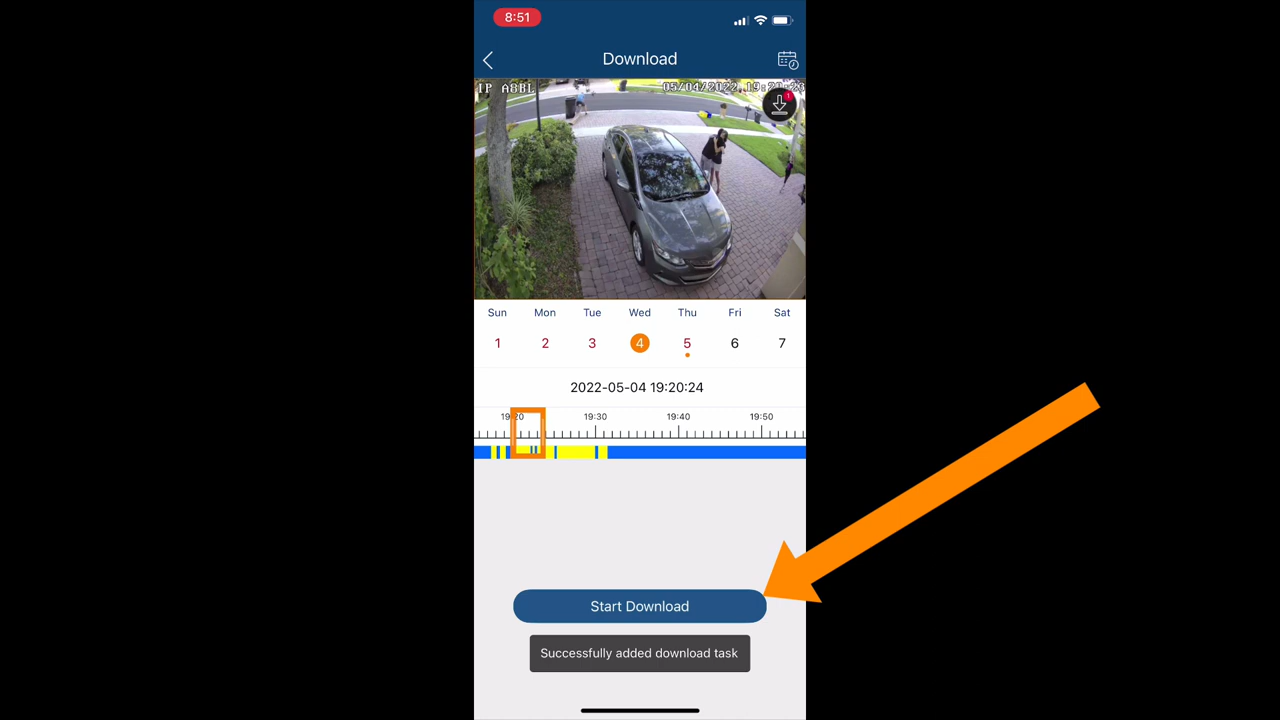 8:51
Download
IP A8BL 05/04/2022 19:20:23
1
Sun Mon Tue Wed Thu Fri Sat
1 2 3 4 5 6 7
2022-05-04 19:20:24
19:20 19:30 19:40 19:50
Start Download
Successfully added download task